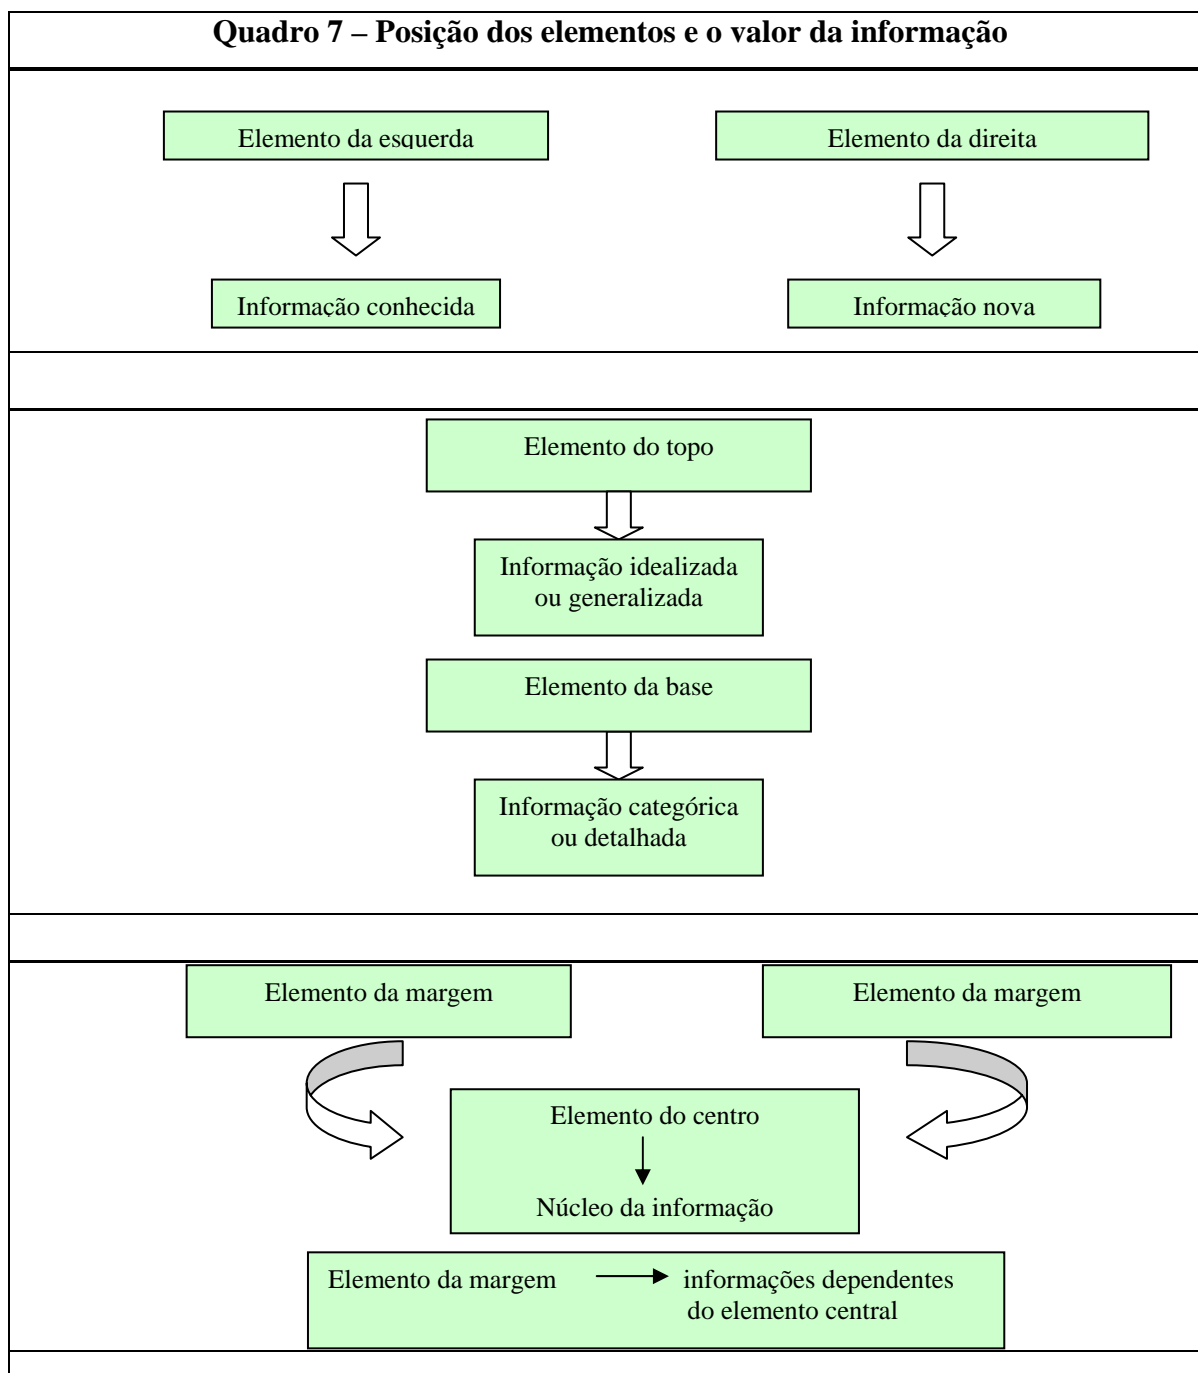 Quadro 7 – Posição dos elementos e o valor da informação
Elemento da esquerda
Elemento da direita
Informação conhecida
Informação nova
Elemento do topo
Informação idealizada
ou generalizada
Elemento da base
Informação categórica
ou detalhada
Elemento da margem
Elemento da margem
Elemento do centro
Núcleo da informação
Elemento da margem
informações dependentes
do elemento central